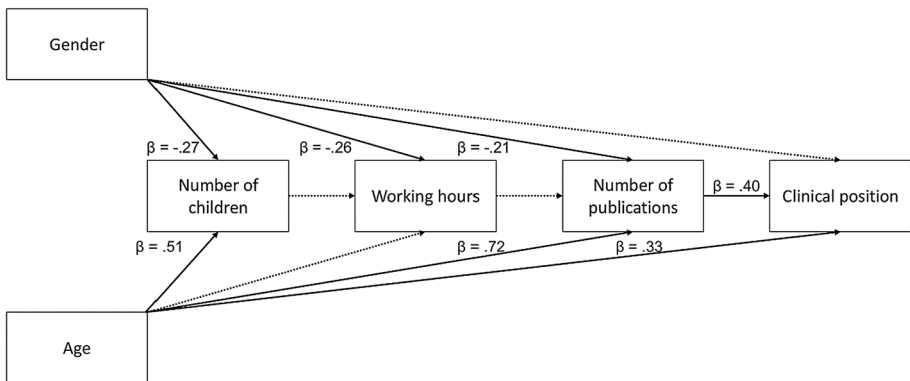 Gender
β = -.27
β = -.26
β = -.21
Number of
children
Working hours
Number of
publications
β = .40
Clinical position
β = .51
β = .72
β = .33
Age